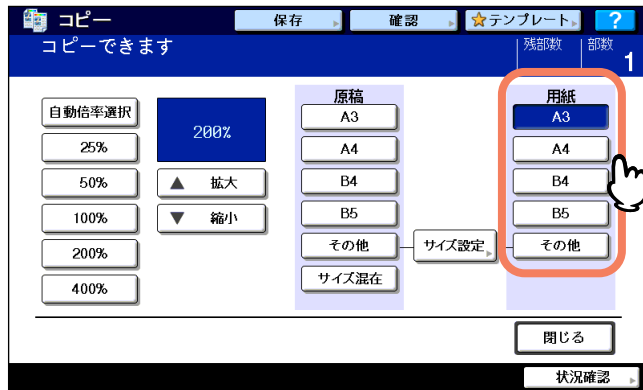 コピー
保存
確認
テンプレート
?
コピーできます
残部数
部数
1
自動倍率選択
25%
50%
100%
200%
400%
200%
拡大
縮小
原稿
A3
A4
B4
B5
その他
サイズ混在
サイズ設定
用紙
A3
A4
B4
B5
その他
閉じる
状況確認